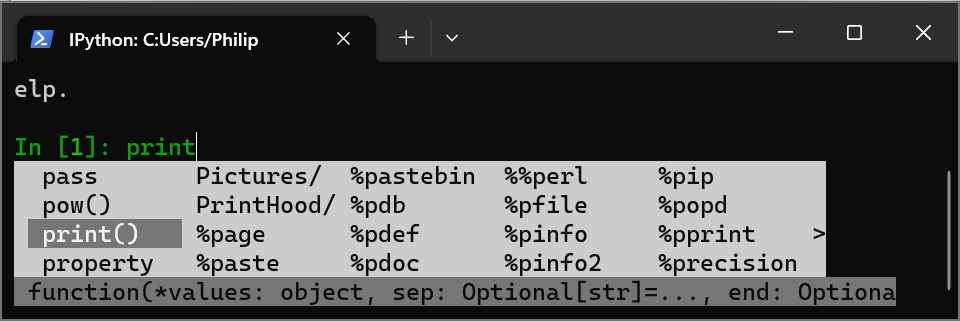 IPython: C:Users/Philip
elp.
In [1]: print
pass Pictures/ %pastebin %%perl %pip
pow() PrintHood/ %pdb %pfile %popd
print() %page %pdef %pinfo %pprint >
property %paste %pdoc %pinfo2 %precision
function(*values: object, sep: Optional[str]=..., end: Optiona